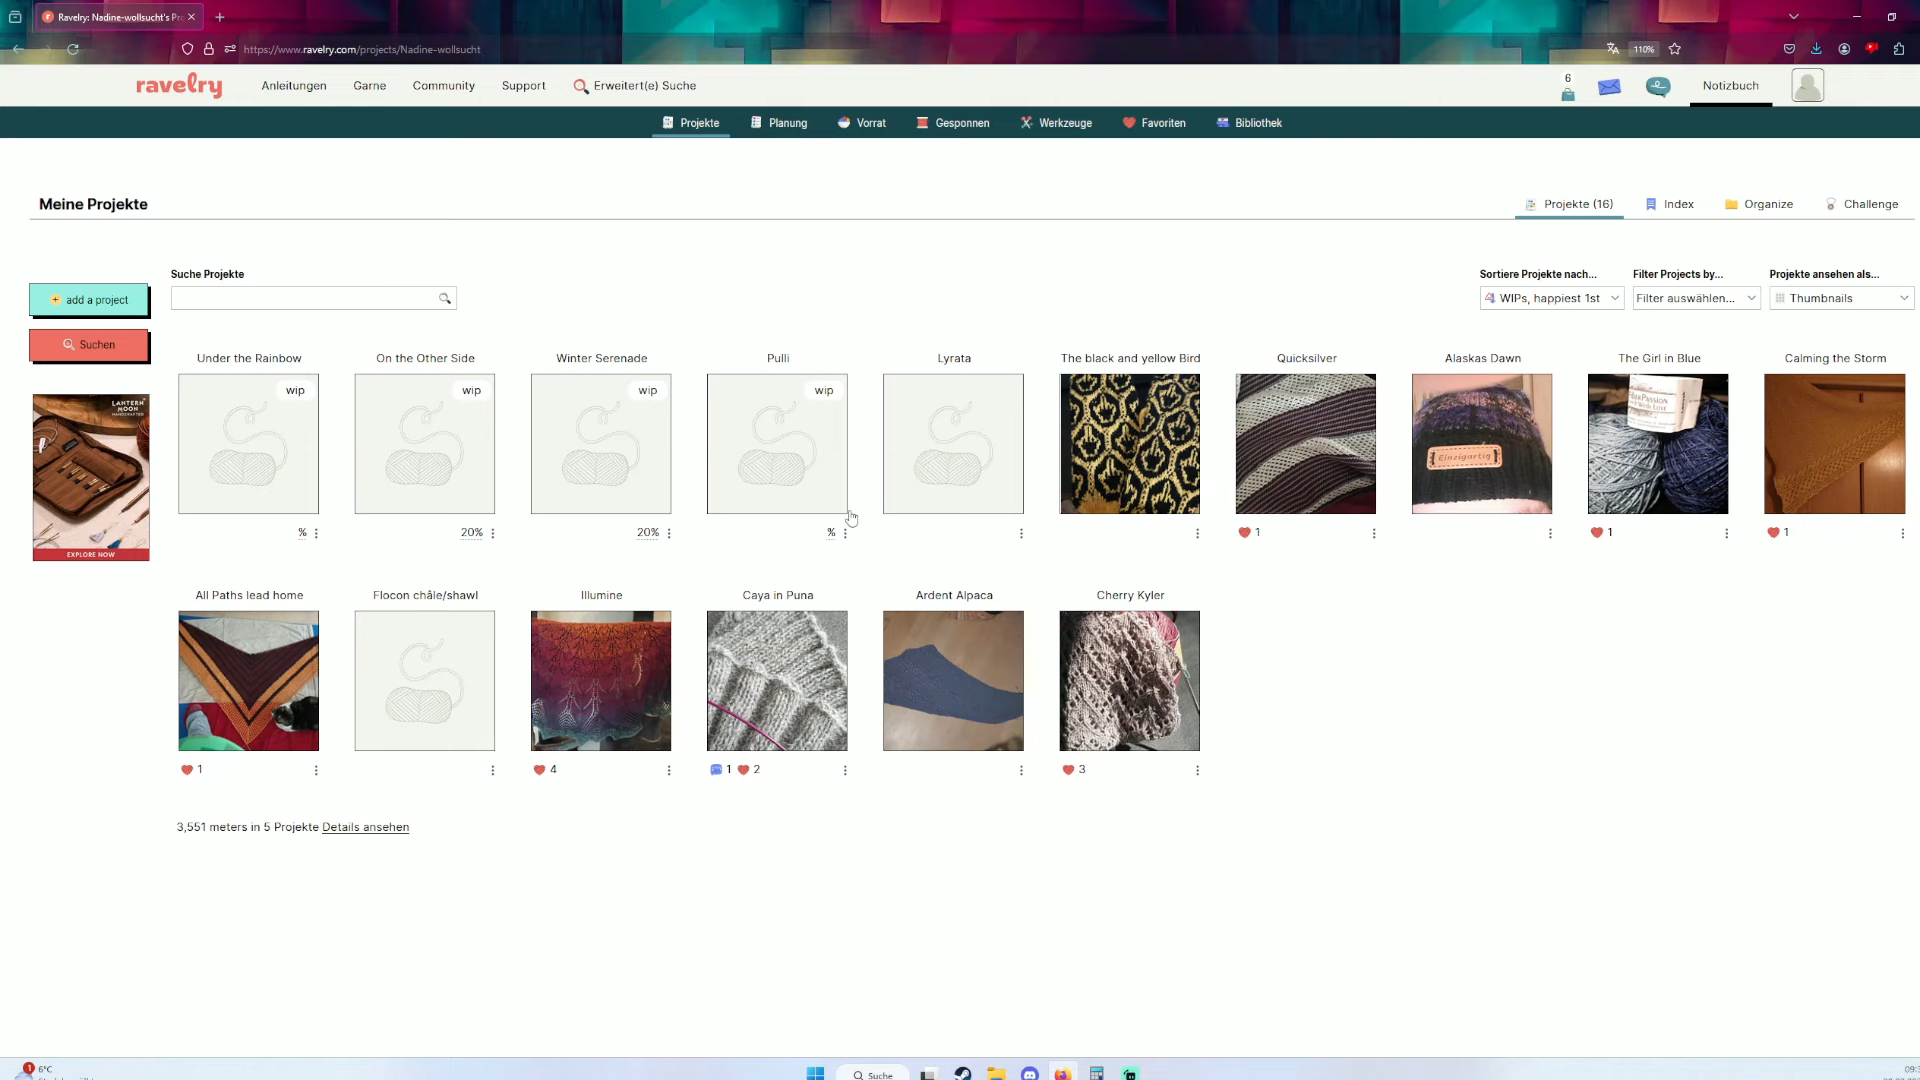 Ravelry: Nadine-wollsucht's Pr
https://www.ravelry.com/projects/Nadine-wollsucht
110%
ravelry
Anleitungen
Garne
Community
Support
Erweitert(e) Suche
6
Notizbuch
Projekte
Planung
Vorrat
Gesponnen
Werkzeuge
Favoriten
Bibliothek
Meine Projekte
Projekte (16)
Index
Organize
Challenge
add a project
Suchen
Suche Projekte
Sortiere Projekte nach...
Filter Projects by...
Projekte ansehen als...
WIPs, happiest 1st
Filter auswählen...
Thumbnails
LANTERN
MOON
HANDCRAFTED
EXPLORE NOW
Under the Rainbow
On the Other Side
Winter Serenade
Pulli
Lyrata
The black and yellow Bird
Quicksilver
Alaskas Dawn
The Girl in Blue
Calming the Storm
wip
wip
wip
wip
Einzigartig
%
20%
20%
%
1
1
1
All Paths lead home
Flocon châle/shawl
Illumine
Caya in Puna
Ardent Alpaca
Cherry Kyler
1
4
1
2
3
3,551 meters in 5 Projekte Details ansehen
1
6°C
Suche